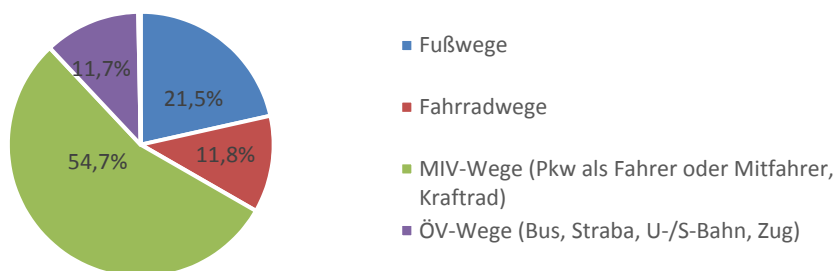 11,7%
21,5%
11,8%
54,7%
Fußwege
Fahrradwege
MIV-Wege (Pkw als Fahrer oder Mitfahrer,
Kraftrad)
ÖV-Wege (Bus, Straba, U-/S-Bahn, Zug)